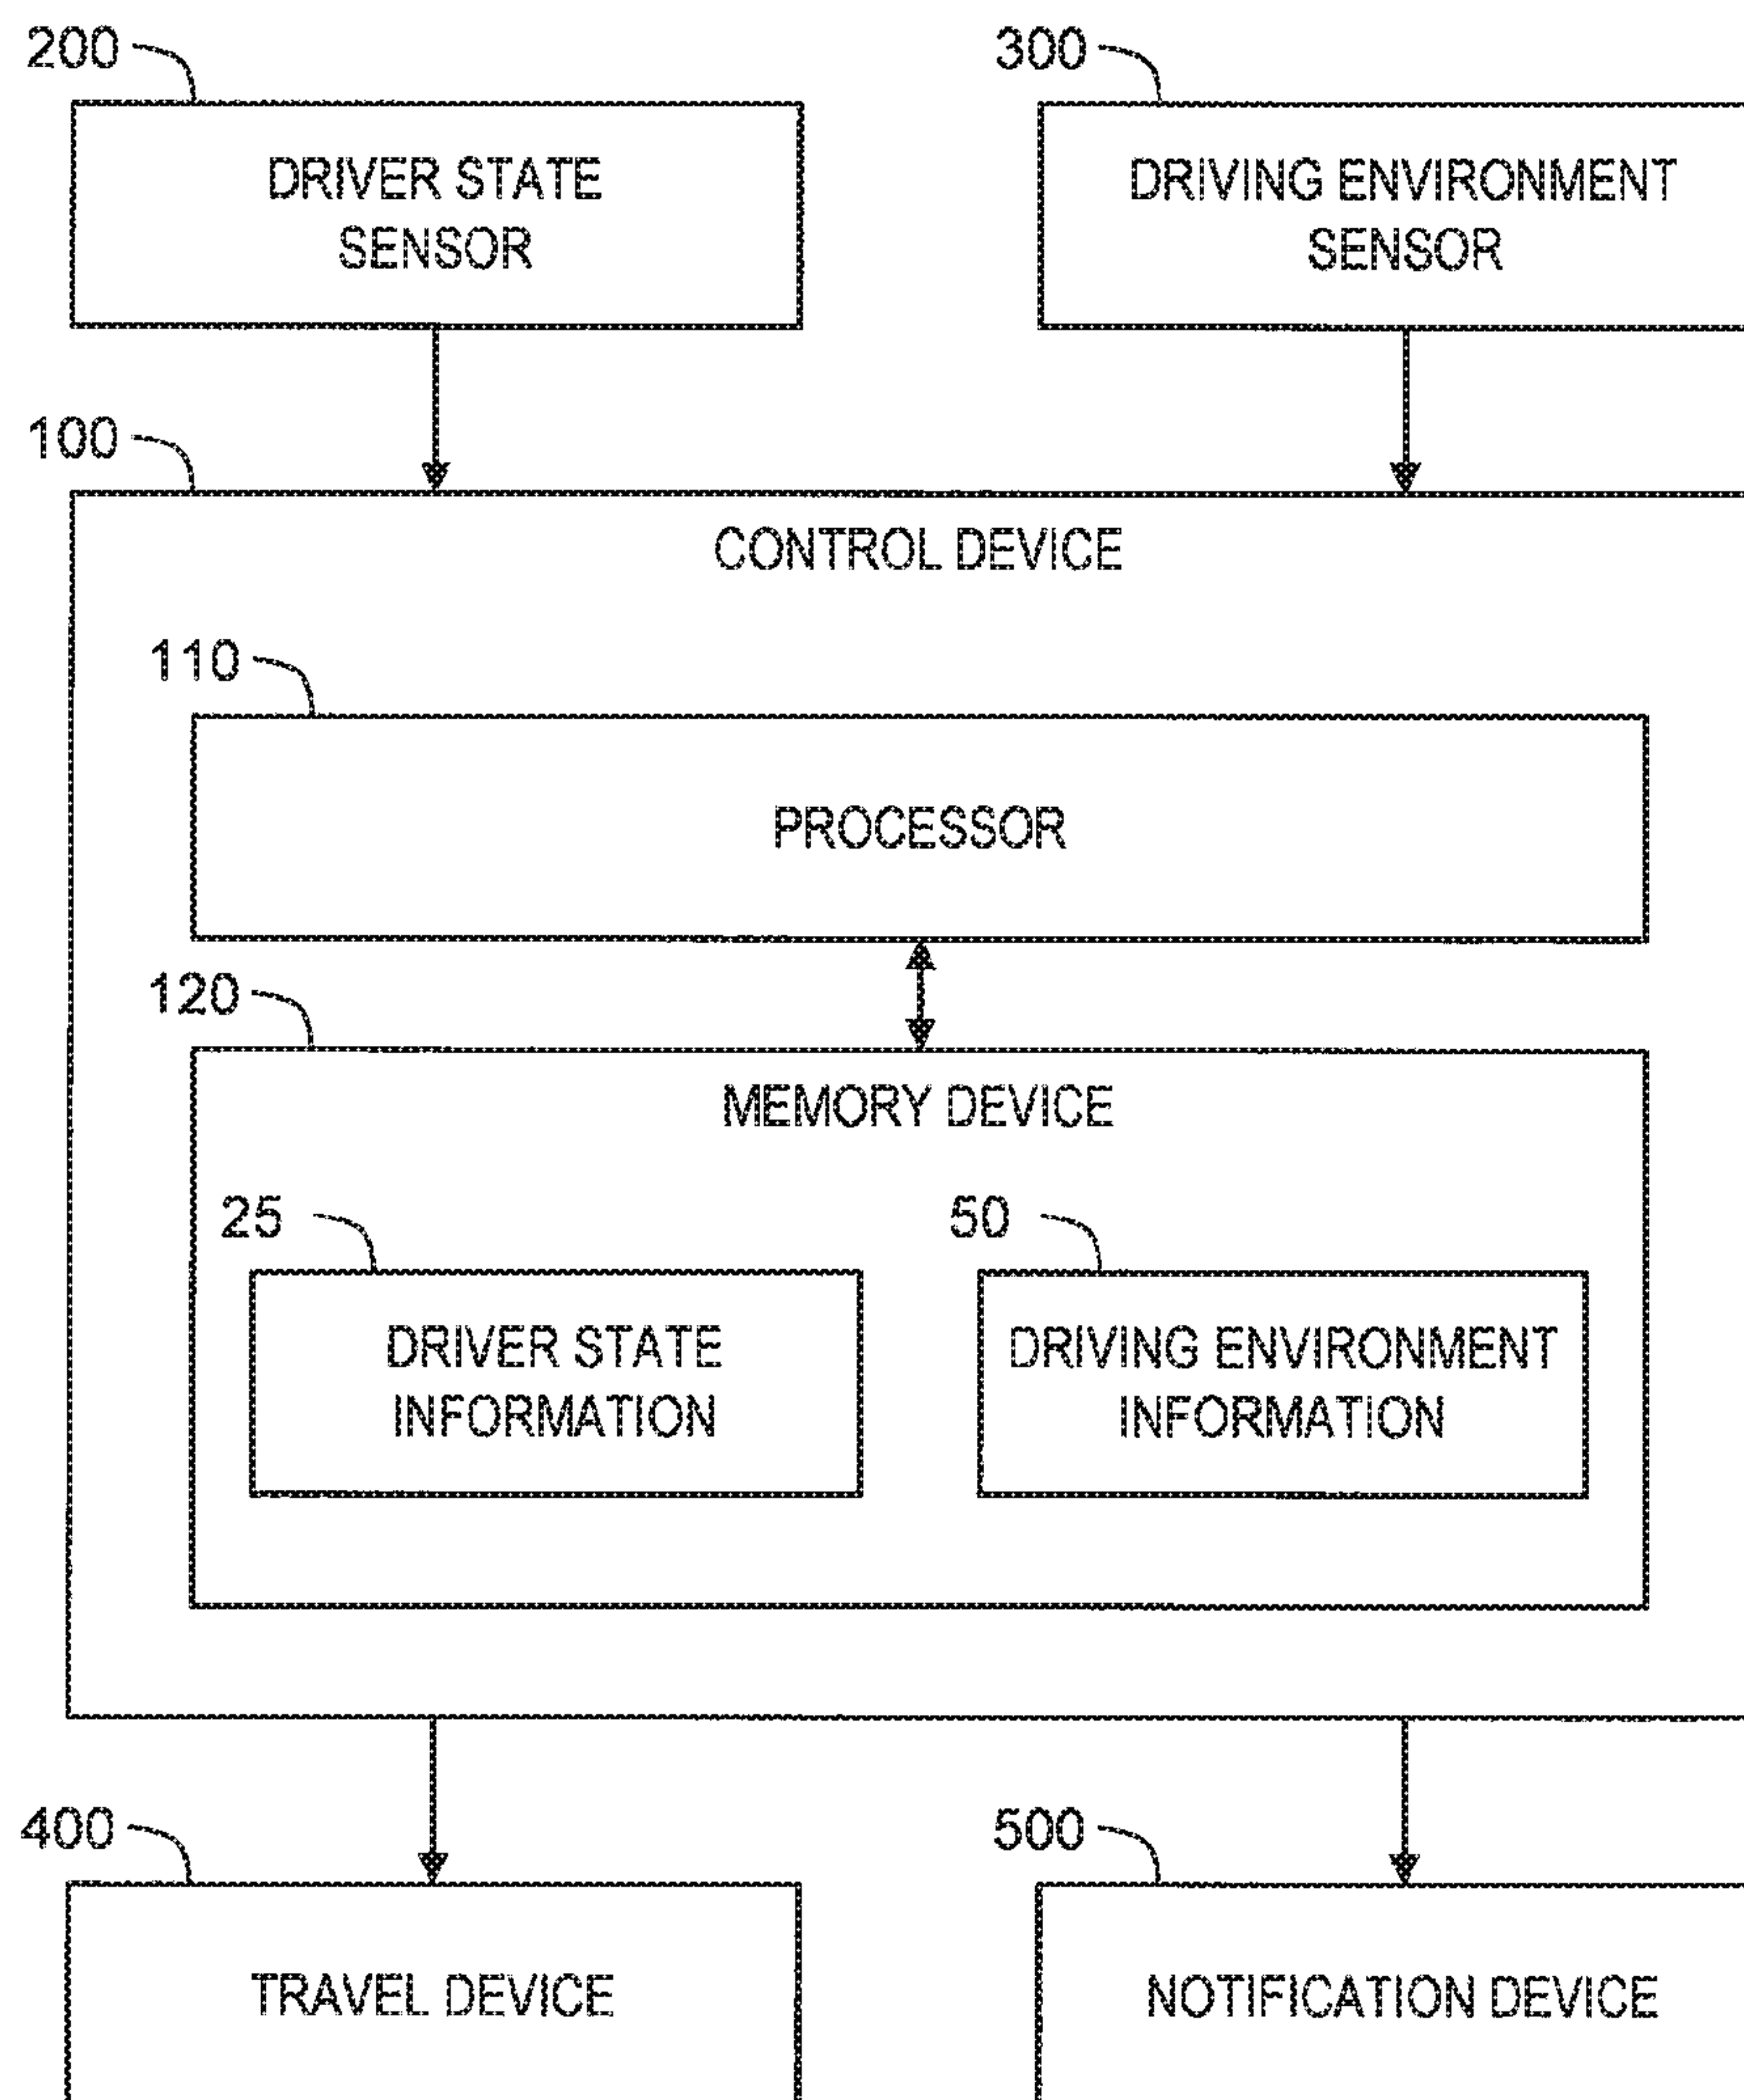 200
300
DRIVER STATE
SENSOR
DRIVING ENVIRONMENT
SENSOR
100
CONTROL DEVICE
110
PROCESSOR
120
MEMORY DEVICE
25
50
DRIVER STATE
INFORMATION
DRIVING ENVIRONMENT
INFORMATION
400
500
TRAVEL DEVICE
NOTIFICATION DEVICE